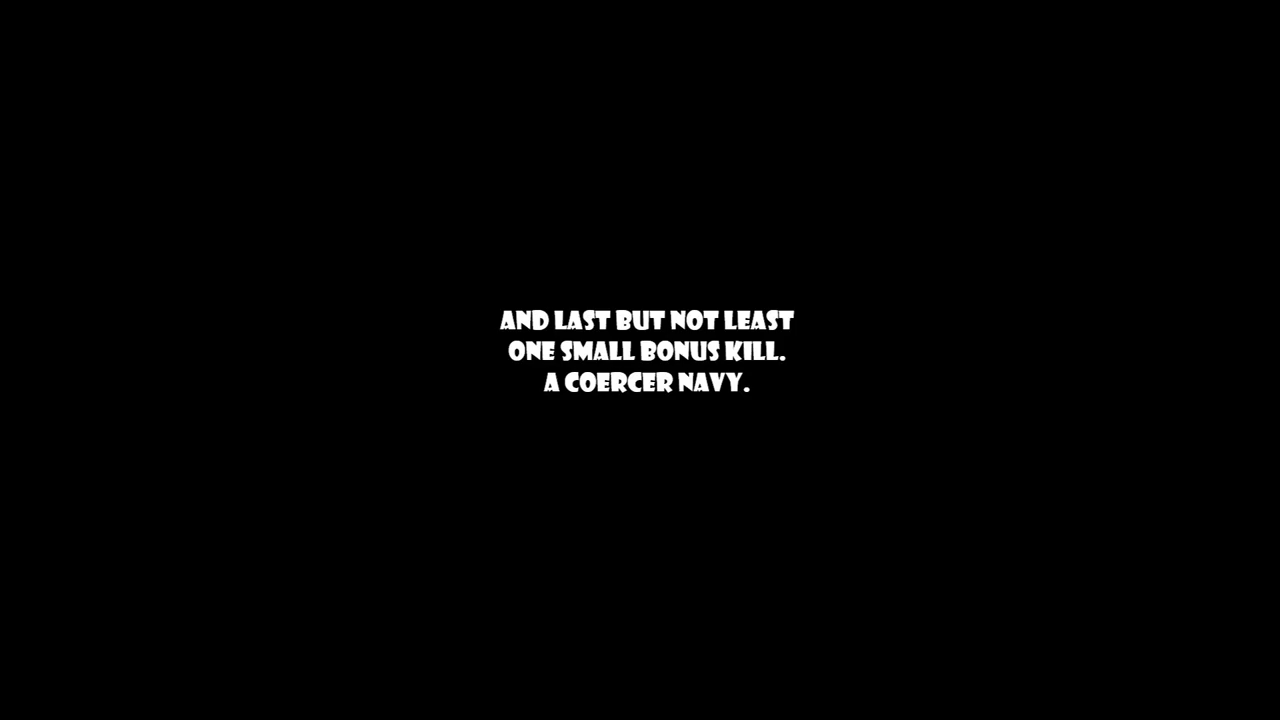 AND LAST BUT NOT LEAST
ONE SMALL BONUS KILL.
A COERCER NAVY.